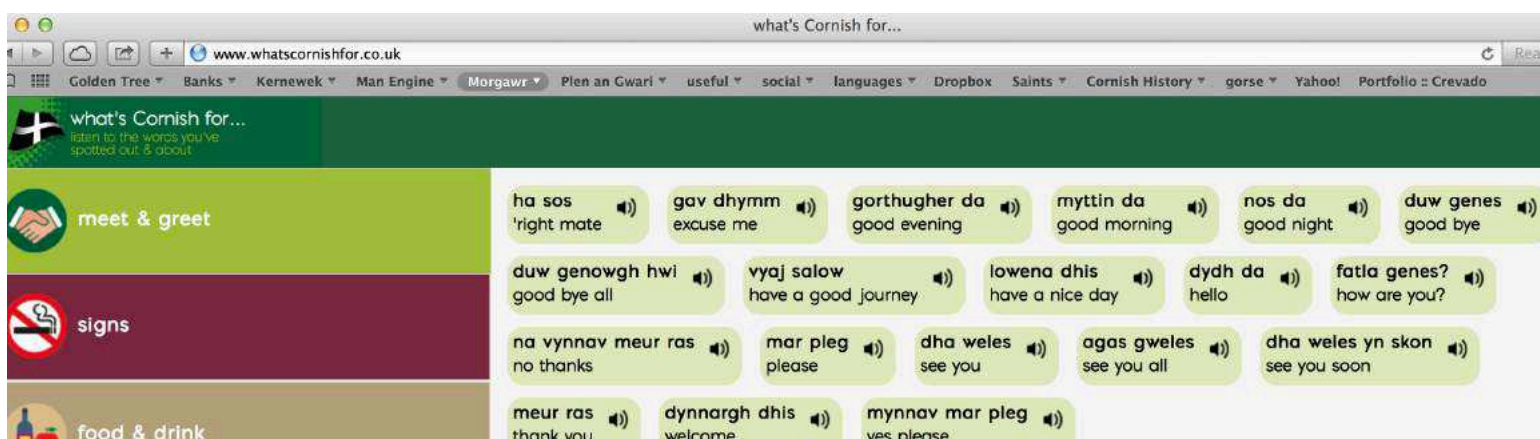 what's Cornish for...
www.whatscornishfor.co.uk
Rea
Golden Tree Banks Kernewek Man Engine Morgawr Plen an Gwari useful social languages Dropbox Saints Cornish History gorse Yahoo! Portfolio :: Crevado
what's Cornish for...
listen to the words you've
spotted out & about
meet & greet
signs
food & drink
ha sos
'right mate
gav dhymm
excuse me
gorthugher da
good evening
myttin da
good morning
nos da
good night
duw genes
good bye
duw genowgh hwi
good bye all
vyaj salow
have a good journey
lowena dhis
have a nice day
dydh da
hello
fatla genes?
how are you?
na vynnav meur ras
no thanks
mar pleg
please
dha weles
see you
agas gweles
see you all
dha weles yn skon
see you soon
meur ras
thank you
dynnargh dhis
welcome
mynnav mar pleg
yes please